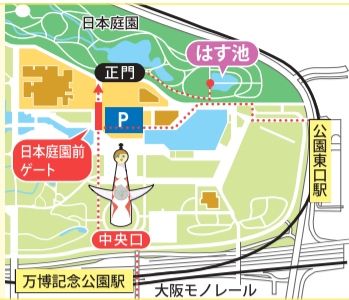 日本庭園
はす池
正門
P
日本庭園前
ゲート
公園東口駅
中央口
万博記念公園駅
大阪モノレール